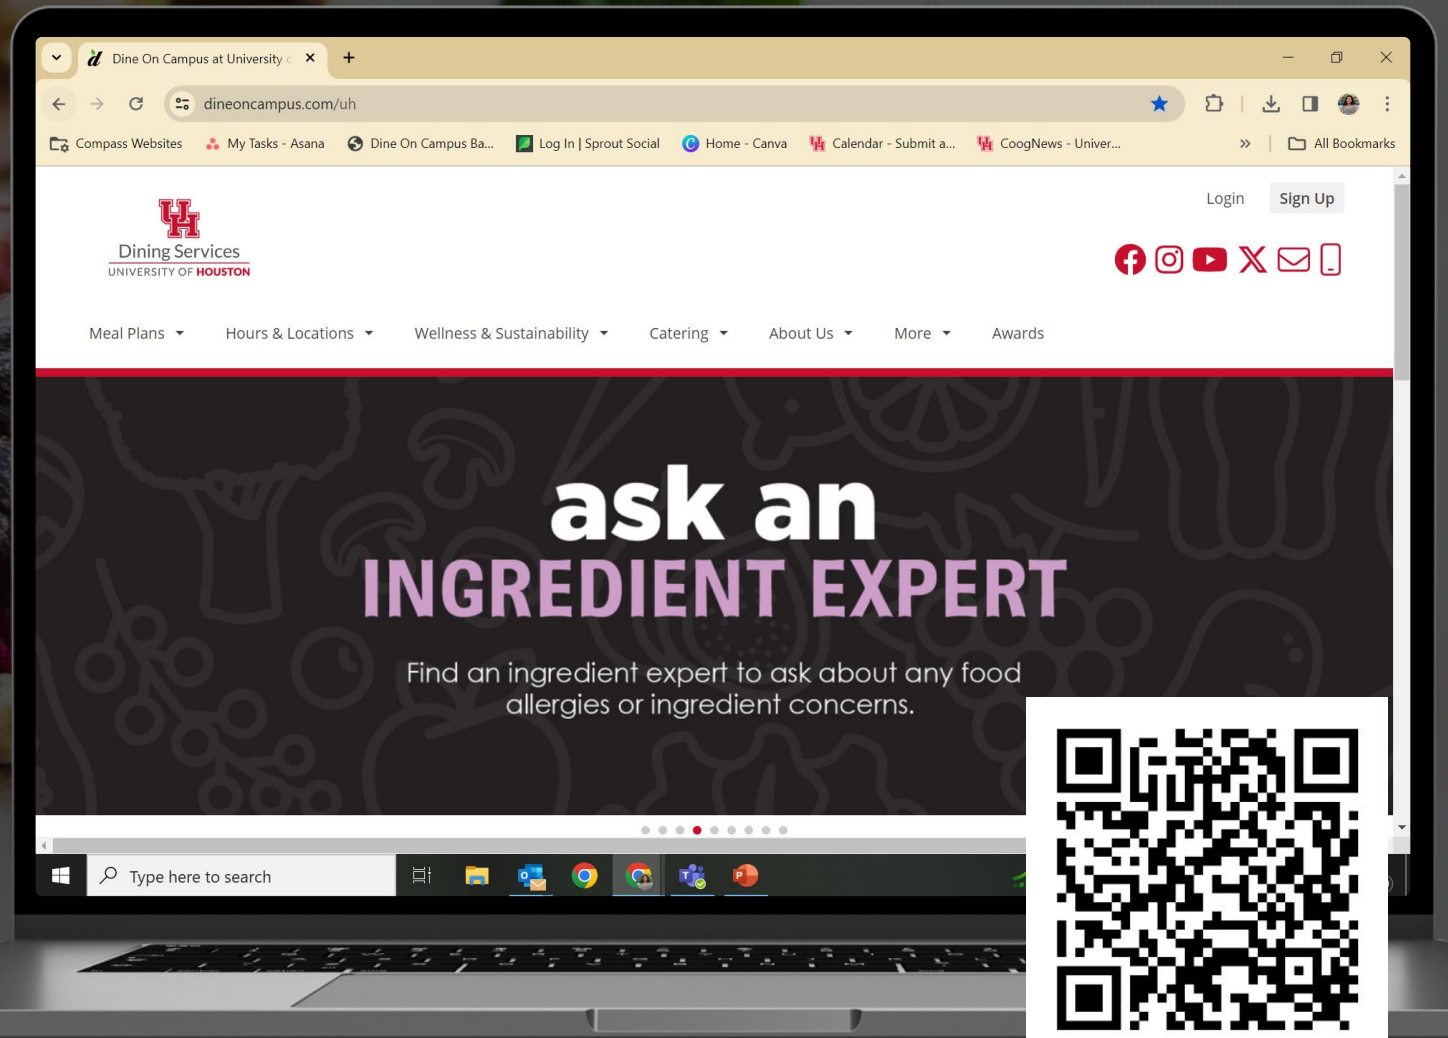 Dine On Campus at University c
dineoncampus.com/uh
Compass Websites
My Tasks - Asana
Dine On Campus Ba...
Log In | Sprout Social
Home - Canva
Calendar - Submit a...
CoogNews - Univer...
All Bookmarks
Login
Sign Up
UH
Dining Services
UNIVERSITY OF HOUSTON
Meal Plans
Hours & Locations
Wellness & Sustainability
Catering
About Us
More
Awards
ask an
INGREDIENT EXPERT
Find an ingredient expert to ask about any food
allergies or ingredient concerns.
Type here to search